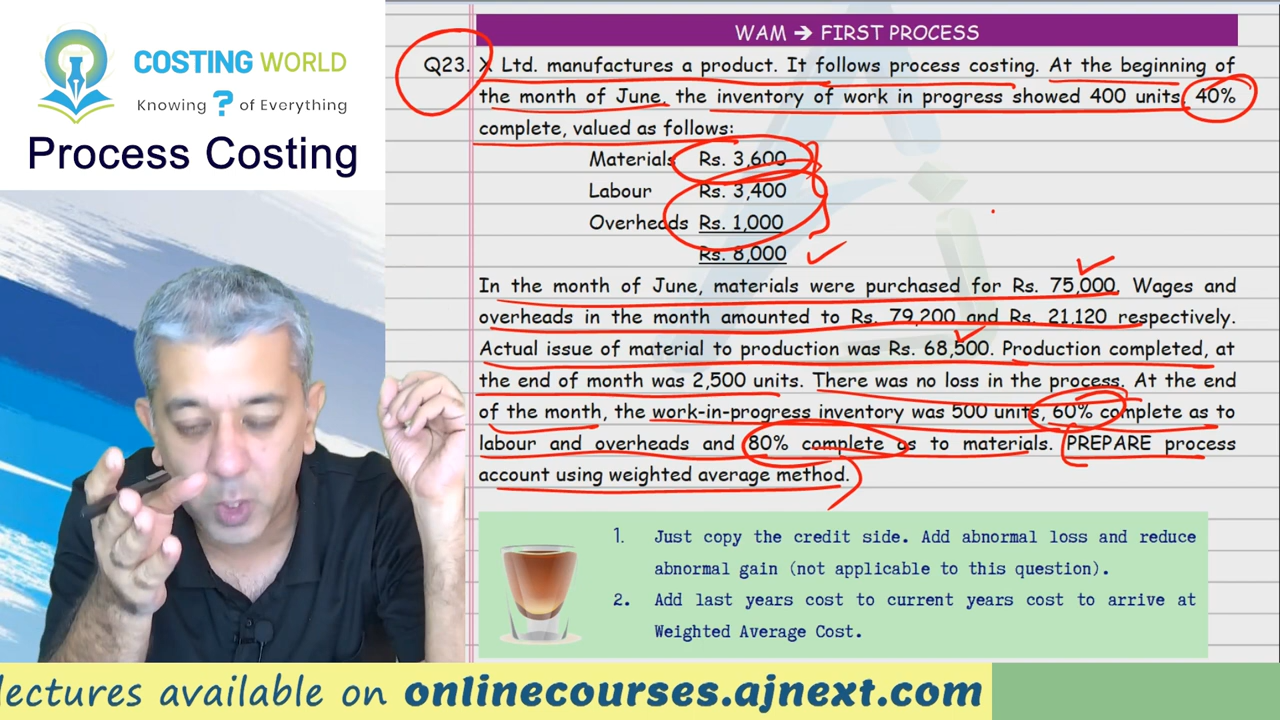 COSTING WORLD
Knowing ? of Everything
Process Costing
WAM → FIRST PROCESS
Q23. X Ltd. manufactures a product. It follows process costing. At the beginning of
the month of June, the inventory of work in progress showed 400 units, 40%
complete, valued as follows:
Materials Rs. 3,600
Labour Rs. 3,400
Overheads Rs. 1,000
Rs. 8,000
In the month of June, materials were purchased for Rs. 75,000. Wages and
overheads in the month amounted to Rs. 79,200 and Rs. 21,120 respectively.
Actual issue of material to production was Rs. 68,500. Production completed, at
the end of month was 2,500 units. There was no loss in the process. At the end
of the month, the work-in-progress inventory was 500 units, 60% complete as to
labour and overheads and 80% complete as to materials. PREPARE process
account using weighted average method.
1. Just copy the credit side. Add abnormal loss and reduce
abnormal gain (not applicable to this question).
2. Add last years cost to current years cost to arrive at
Weighted Average Cost.
lectures available on onlinecourses.ajnext.com